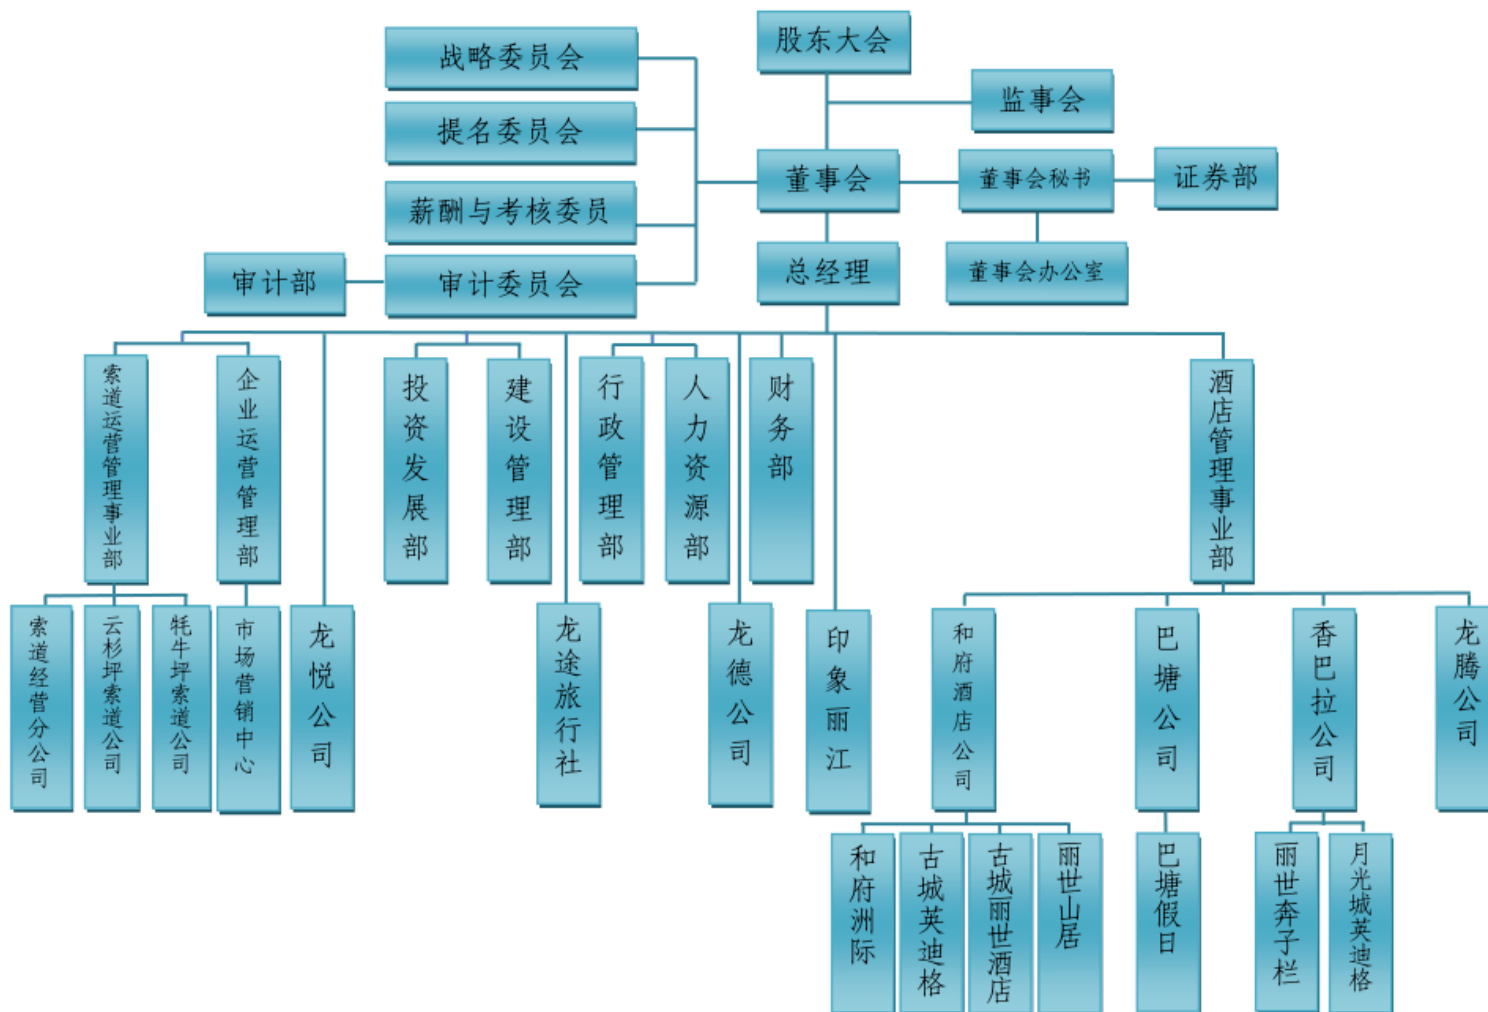 股东大会
战略委员会
监事会
提名委员会
董事会
董事会秘书
证券部
薪酬与考核委员
总经理
董事会办公室
审计部
审计委员会
索道运营管理事业部
企业运营管理部
投资发展部
建设管理部
行政管理部
人力资源部
财务部
酒店管理事业部
索道经营分公司
云杉坪索道公司
牦牛坪索道公司
市场营销中心
龙悦公司
龙途旅行社
龙德公司
印象丽江
和府酒店公司
巴塘公司
香巴拉公司
龙腾公司
和府洲际
古城英迪格
古城丽世酒店
丽世山居
巴塘假日
丽世奔子栏
月光城英迪格